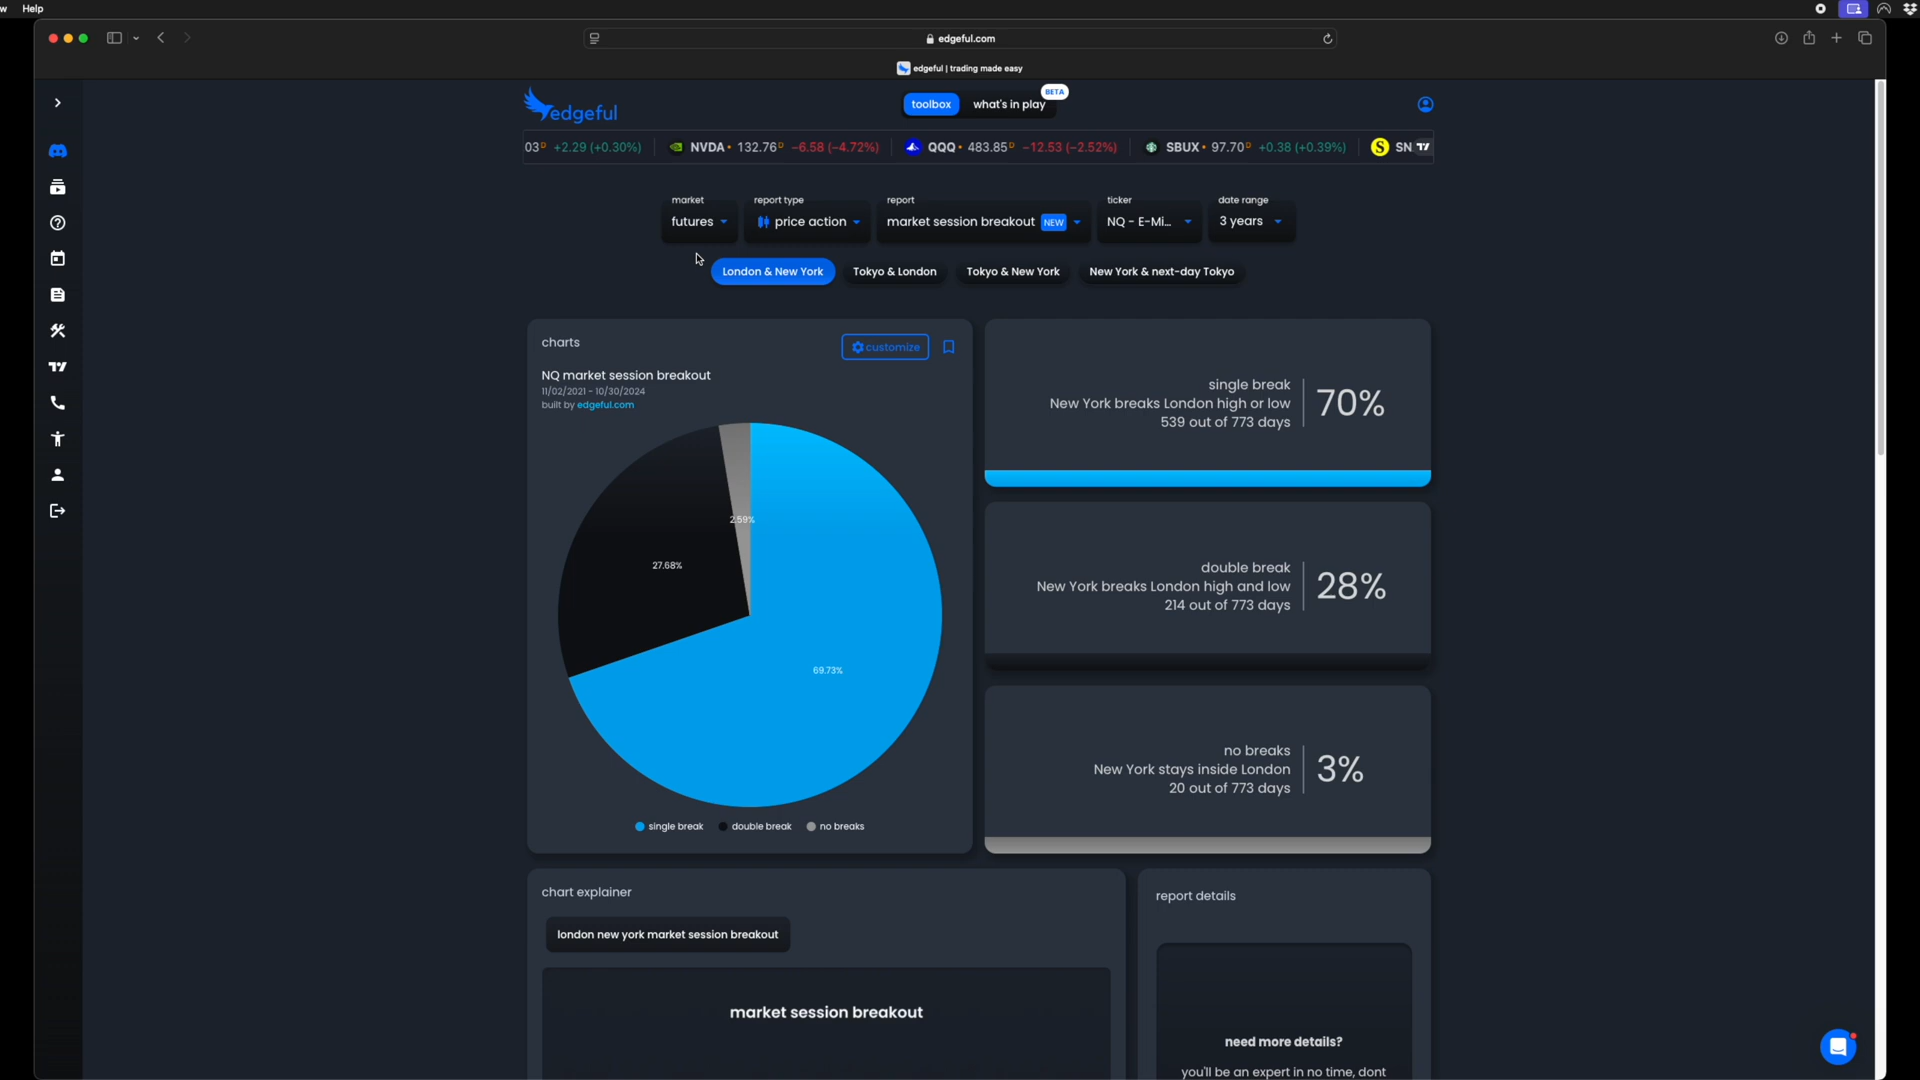 w Help
edgeful.com
edgeful | trading made easy
edgeful
toolbox
what's in play
BETA
03D +2.29 (+0.30%)
NVDA 132.76D -6.58 (-4.72%)
QQQ 483.85D -12.53 (-2.52%)
SBUX 97.70D +0.38 (+0.39%)
S SN
market
futures
report type
price action
report
market session breakout NEW
ticker
NQ - E-Mi...
date range
3 years
London & New York
Tokyo & London
Tokyo & New York
New York & next-day Tokyo
charts
customize
NQ market session breakout
11/02/2021 - 10/30/2024
built by edgeful.com
2.59%
27.68%
69.73%
single break
double break
no breaks
single break
New York breaks London high or low
539 out of 773 days
70%
double break
New York breaks London high and low
214 out of 773 days
28%
no breaks
New York stays inside London
20 out of 773 days
3%
chart explainer
london new york market session breakout
market session breakout
report details
need more details?
you'll be an expert in no time, dont